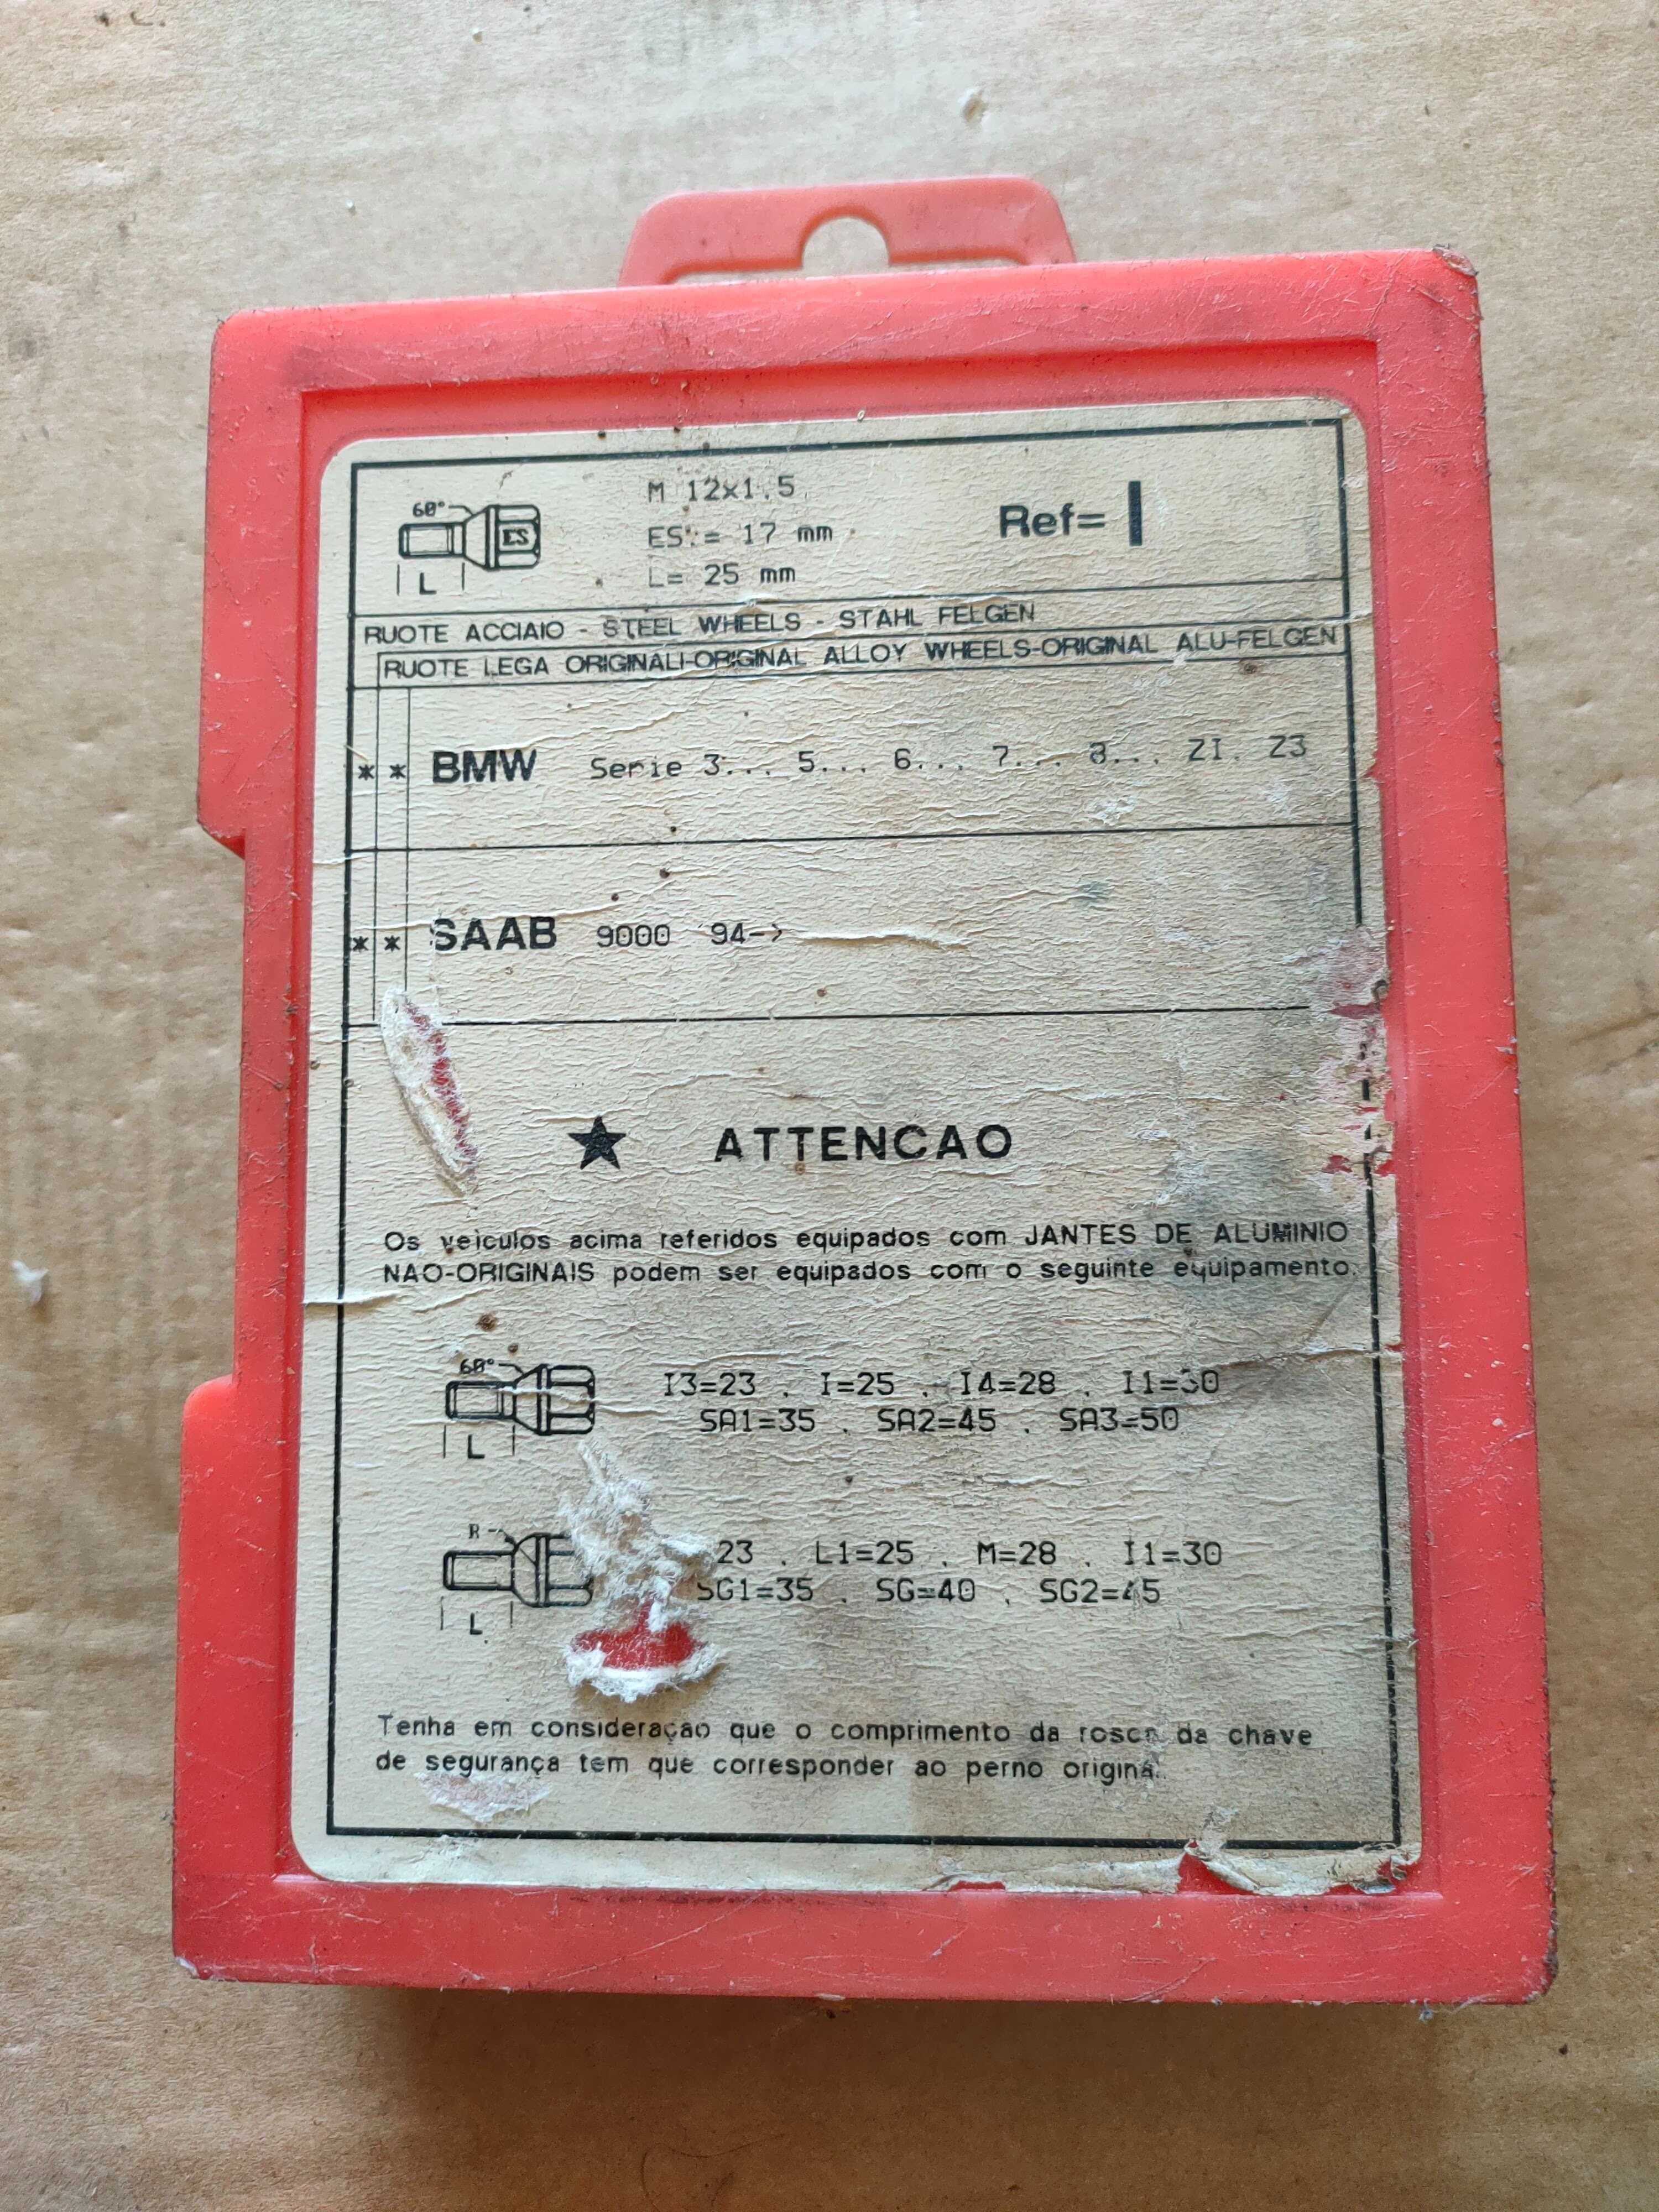 60°
ES
L
M 12x1.5
ES.= 17 mm
L= 25 mm
Ref= I
RUOTE ACCIAIO - STEEL WHEELS - STAHL FELGEN
RUOTE LEGA ORIGINALI-ORIGINAL ALLOY WHEELS-ORIGINAL ALU-FELGEN
* * BMW Serie 3... 5... 6... 7... 8... Z1. Z3
* * SAAB 9000 '94->
★ ATTENCAO
Os veículos acima referidos equipados com JANTES DE ALUMINIO
NAO-ORIGINAIS podem ser equipados com o seguinte equipamento.
60°
L
I3=23 . I=25 . I4=28 . I1=30
SA1=35 . SA2=45 . SA3=50
R
L
23 . L1=25 . M=28 . I1=30
SG1=35 . SG=40 . SG2=45
Tenha em consideração que o comprimento da rosca da chave
de segurança tem que corresponder ao perno original.